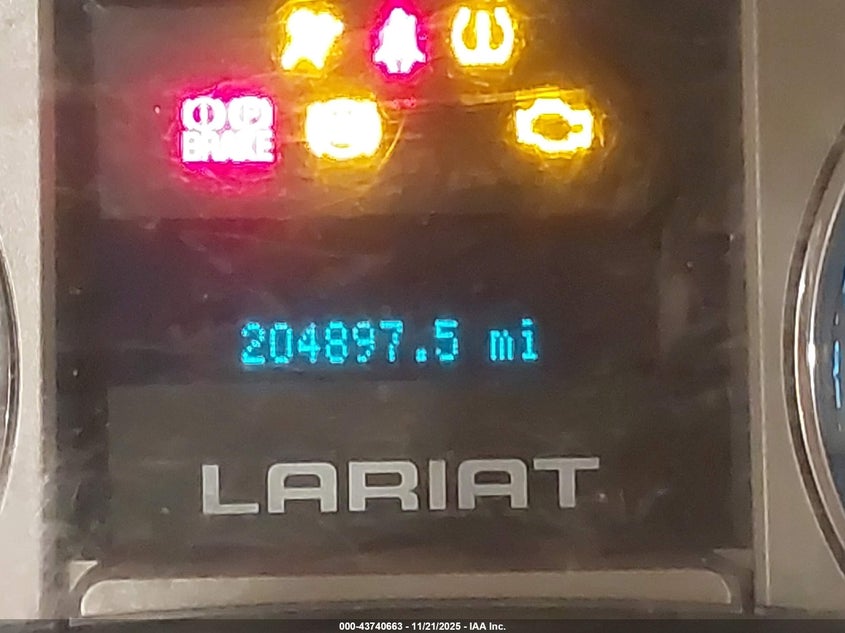 BRAKE
204897.5 mi
LARIAT
000-43740663 - 11/21/2025 - IAA Inc.